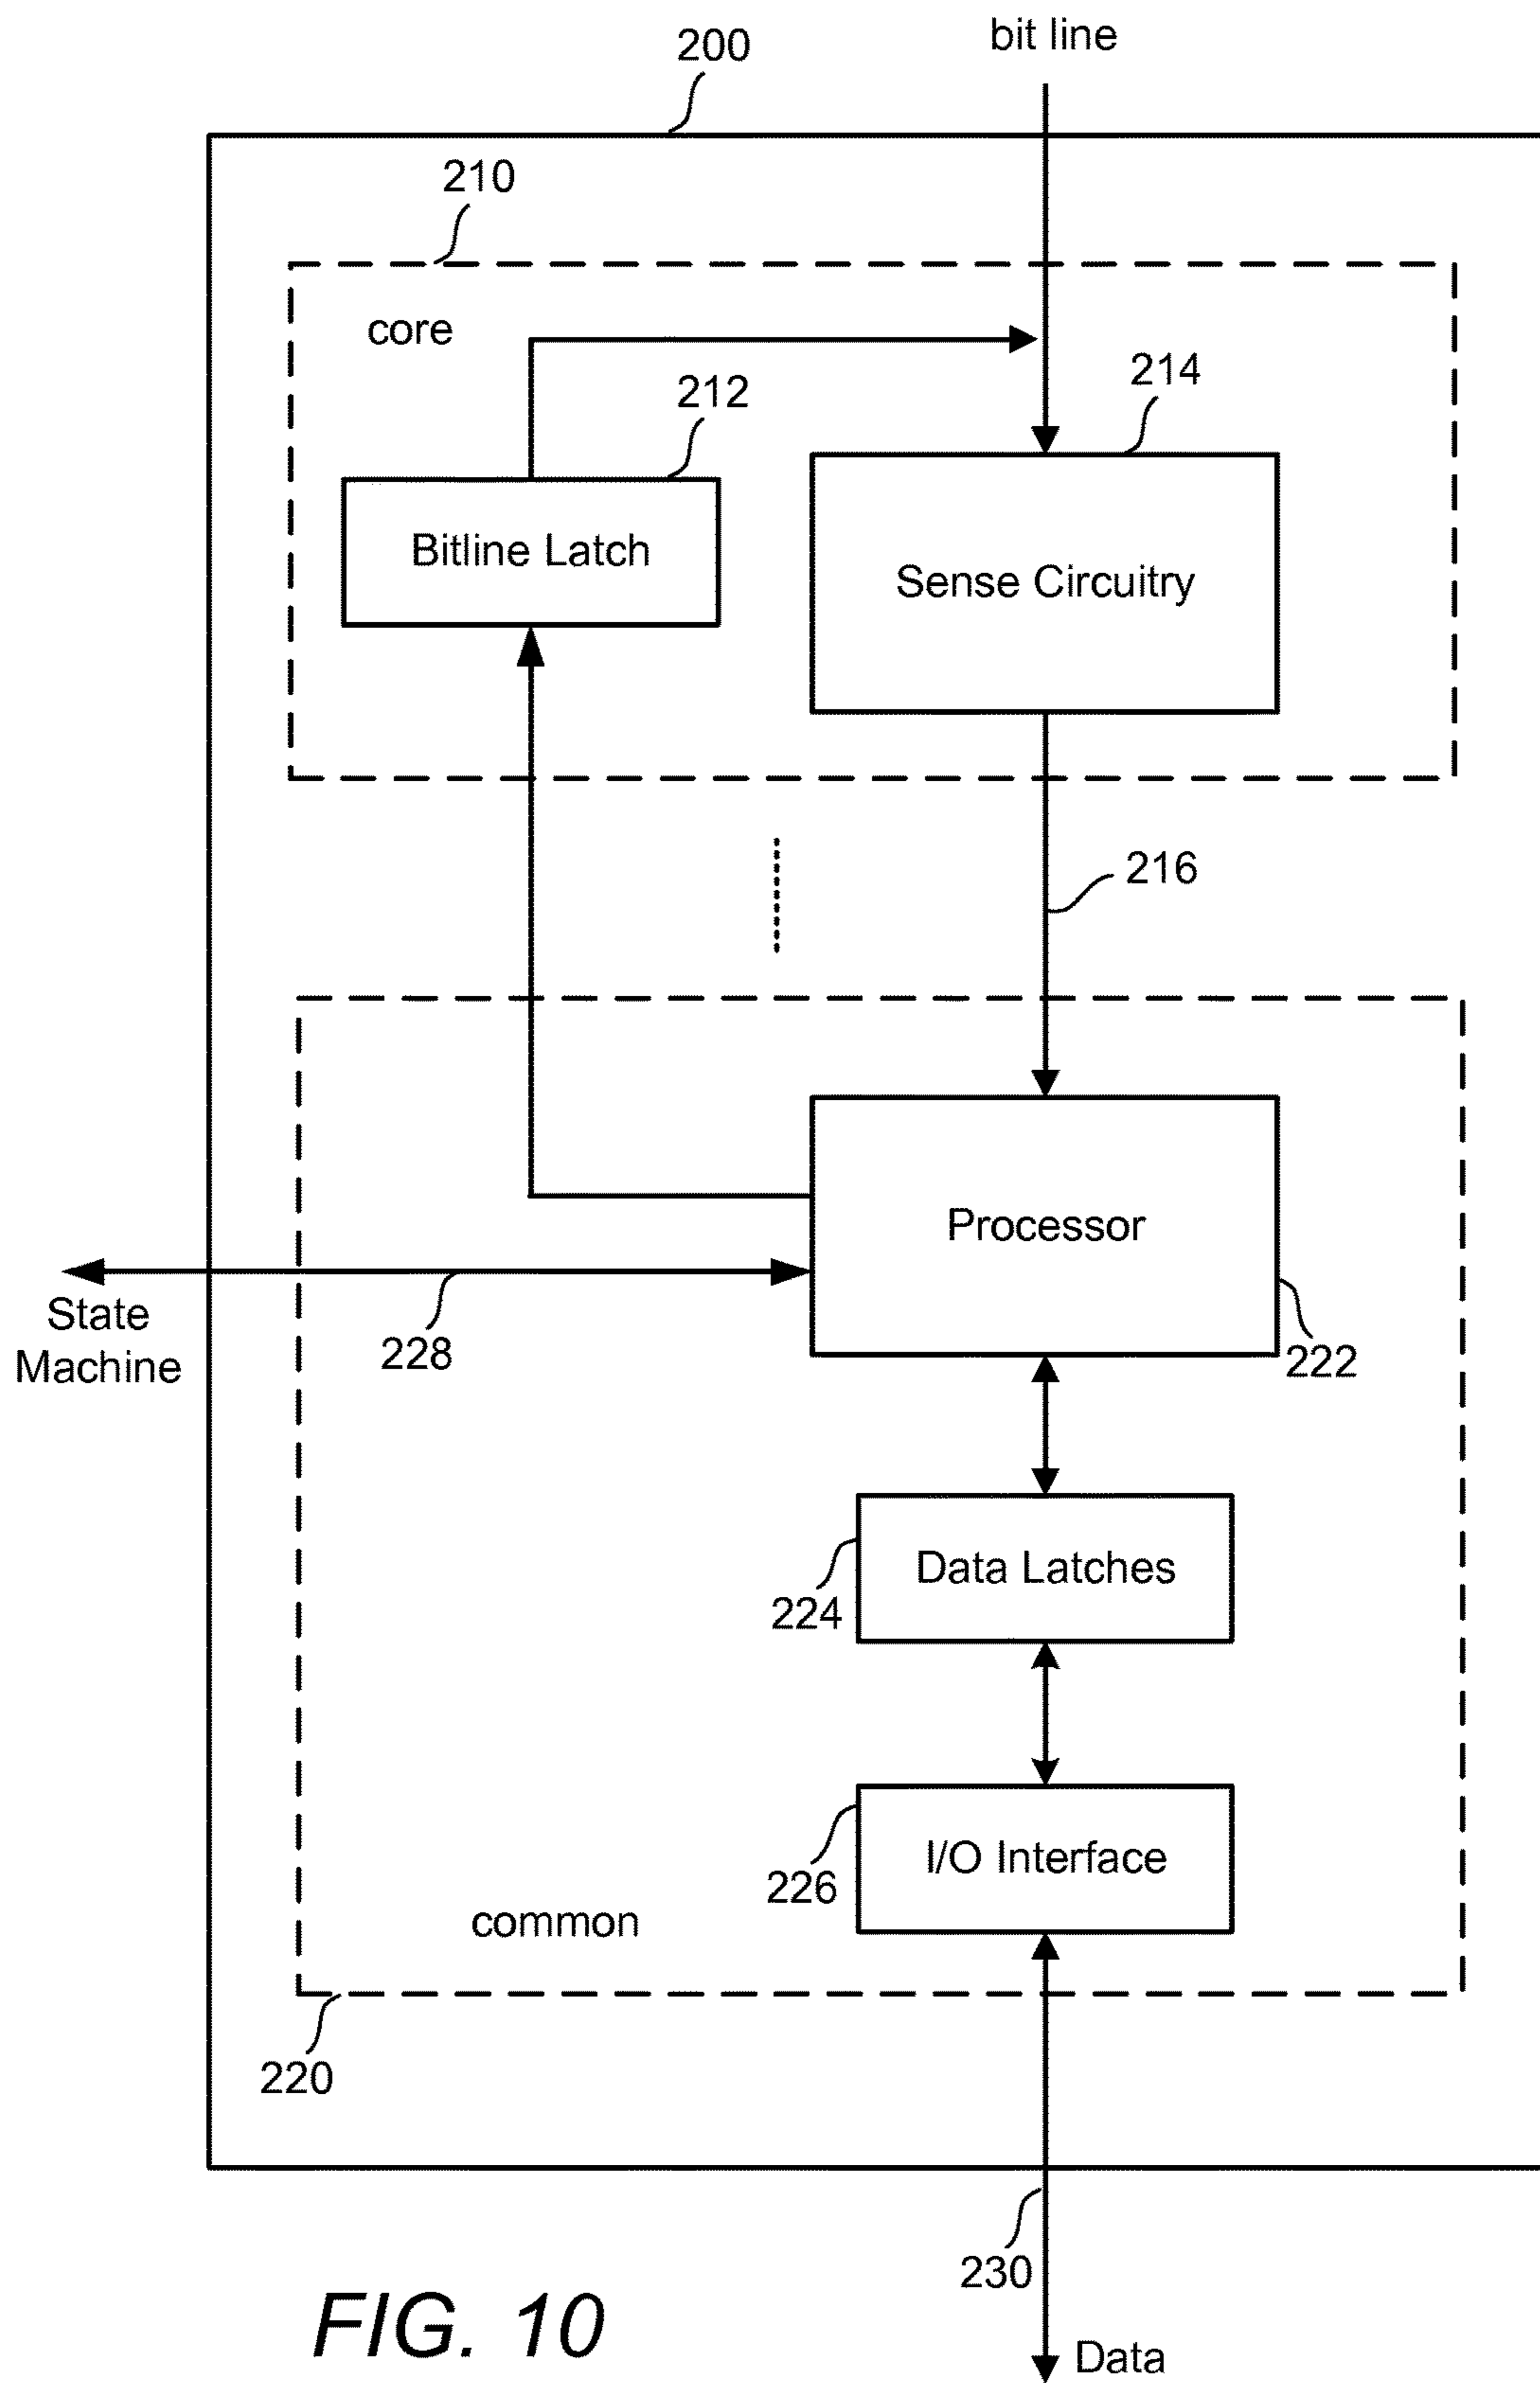 bit line
200
210
core
214
212
Bitline Latch
Sense Circuitry
216
Processor
State
Machine
228
222
Data Latches
224
I/O Interface
226
common
220
230
FIG. 10
Data